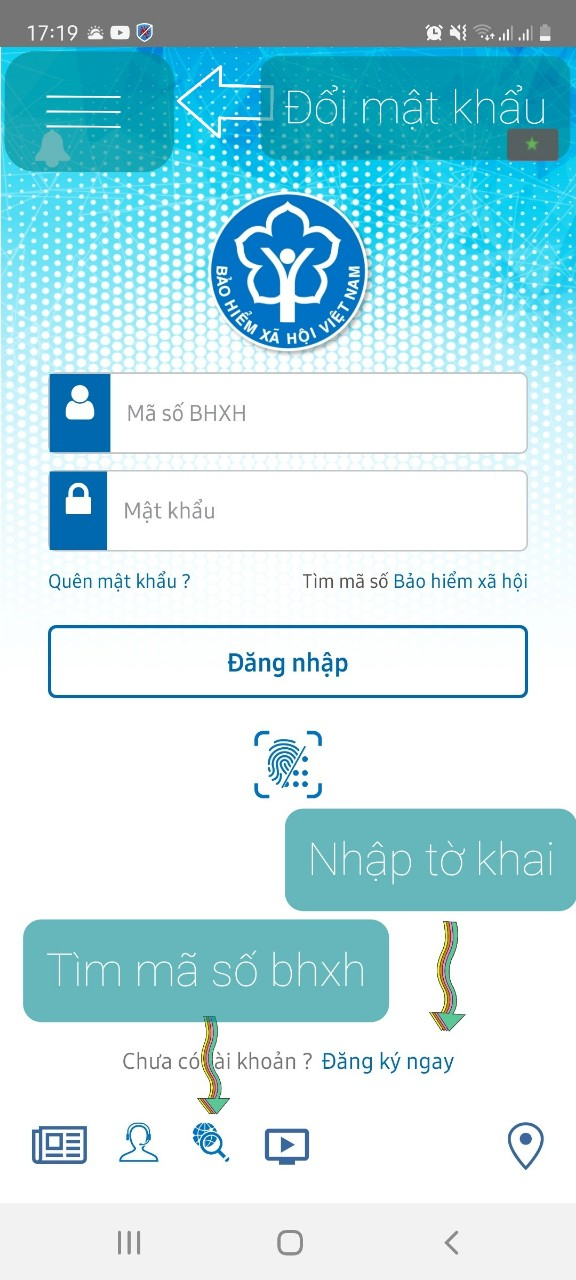 17:19
Đổi mật khẩu
BẢO HIỂM XÃ HỘI VIỆT NAM
Mã số BHXH
Mật khẩu
Quên mật khẩu ?
Tìm mã số Bảo hiểm xã hội
Đăng nhập
Nhập tờ khai
Tìm mã số bhxh
Chưa có tài khoản ? Đăng ký ngay